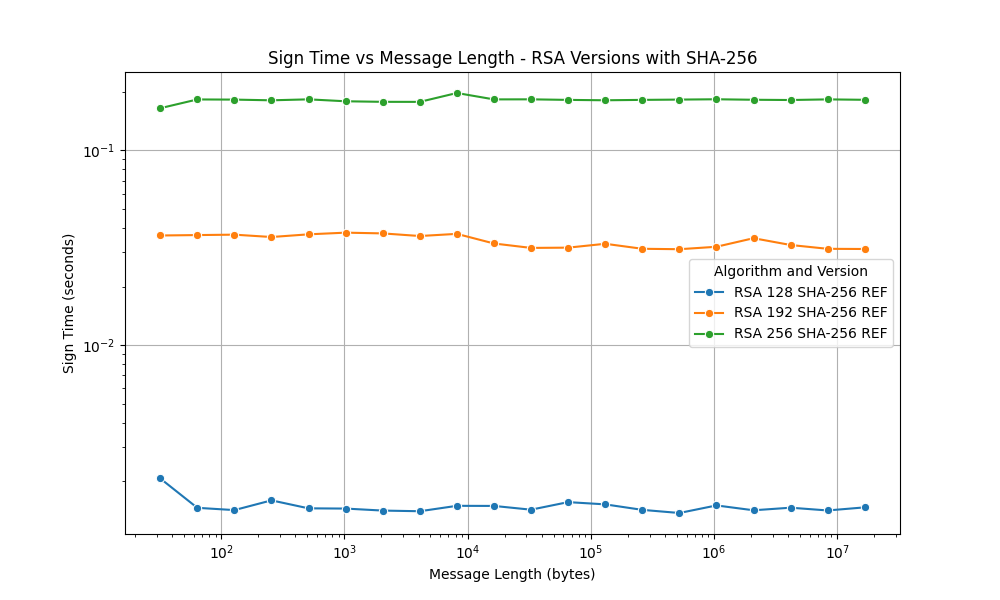 Sign Time vs Message Length - RSA Versions with SHA-256
Sign Time (seconds)
10⁻¹
10⁻²
Algorithm and Version
RSA 128 SHA-256 REF
RSA 192 SHA-256 REF
RSA 256 SHA-256 REF
10² 10³ 10⁴ 10⁵ 10⁶ 10⁷
Message Length (bytes)